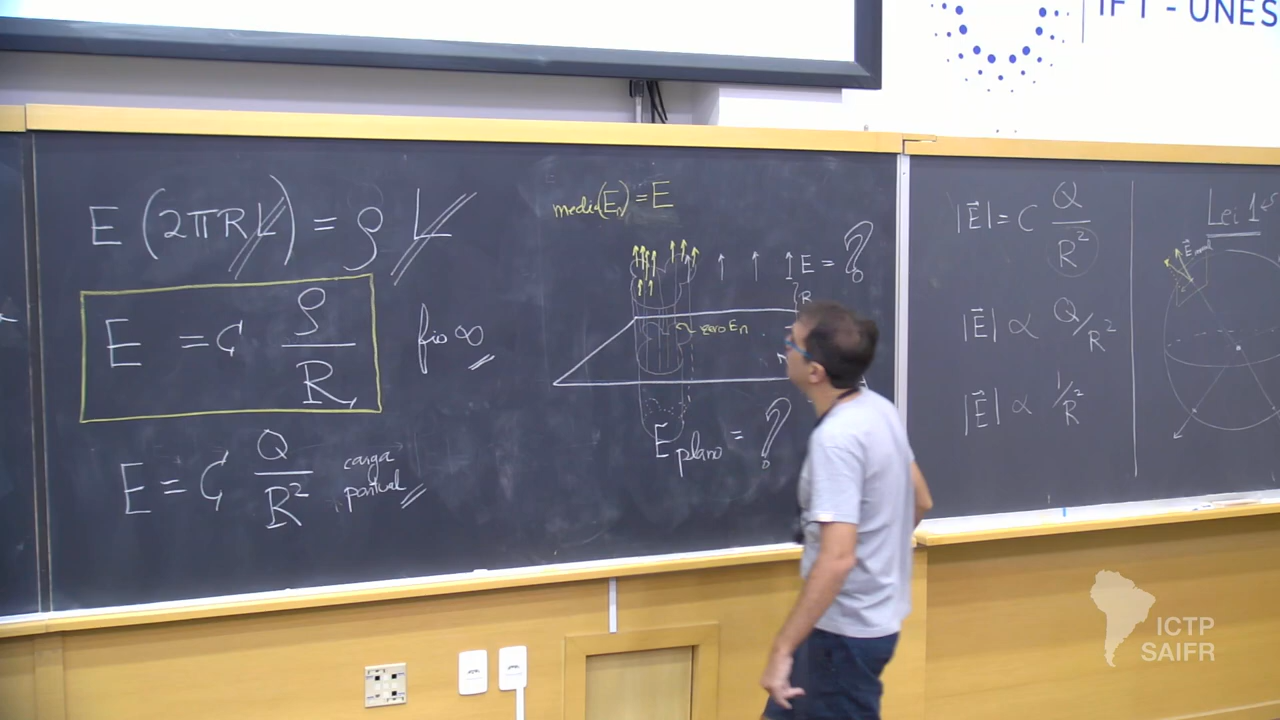 IFT - UNES
E (2πRL) = ρ L
E = C ρ/R fio ∞
E = C Q/R² carga pontual
media(Eₙ) = E
E = ?
R
zero Eₙ
E plano = ?
|E⃗| = C Q/R²
|E⃗| ∝ Q/R²
|E⃗| ∝ 1/R²
Lei 1
ICTP
SAIFR